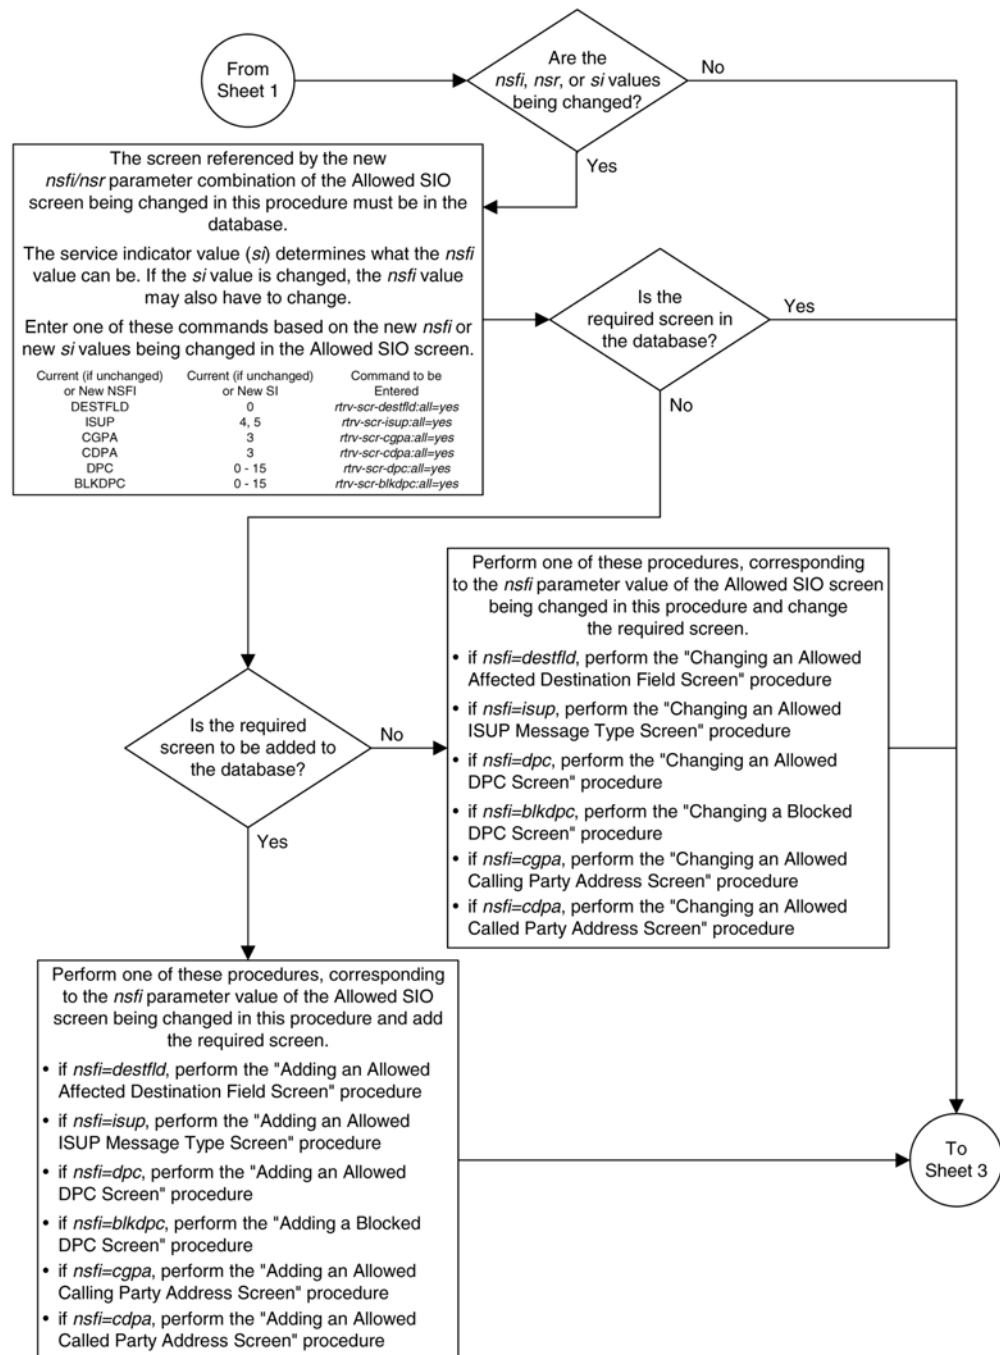 From
Sheet 1
Are the
nsfi, nsr, or si values
being changed?
No
Yes
The screen referenced by the new
nsfi/nsr parameter combination of the Allowed SIO
screen being changed in this procedure must be in the
database.
The service indicator value (si) determines what the nsfi
value can be. If the si value is changed, the nsfi value
may also have to change.
Enter one of these commands based on the new nsfi or
new si values being changed in the Allowed SIO screen.
Current (if unchanged) Current (if unchanged) Command to be
or New NSFI or New SI Entered
DESTFLD 0 rtrv-scr-destfld:all=yes
ISUP 4, 5 rtrv-scr-isup:all=yes
CGPA 3 rtrv-scr-cgpa:all=yes
CDPA 3 rtrv-scr-cdpa:all=yes
DPC 0 - 15 rtrv-scr-dpc:all=yes
BLKDPC 0 - 15 rtrv-scr-blkdpc:all=yes
Is the
required screen in
the database?
Yes
No
Perform one of these procedures, corresponding
to the nsfi parameter value of the Allowed SIO screen
being changed in this procedure and change
the required screen.
• if nsfi=destfld, perform the "Changing an Allowed
Affected Destination Field Screen" procedure
• if nsfi=isup, perform the "Changing an Allowed
ISUP Message Type Screen" procedure
• if nsfi=dpc, perform the "Changing an Allowed
DPC Screen" procedure
• if nsfi=blkdpc, perform the "Changing a Blocked
DPC Screen" procedure
• if nsfi=cgpa, perform the "Changing an Allowed
Calling Party Address Screen" procedure
• if nsfi=cdpa, perform the "Changing an Allowed
Called Party Address Screen" procedure
Is the required
screen to be added to
the database?
No
Yes
Perform one of these procedures, corresponding
to the nsfi parameter value of the Allowed SIO
screen being changed in this procedure and add
the required screen.
• if nsfi=destfld, perform the "Adding an Allowed
Affected Destination Field Screen" procedure
• if nsfi=isup, perform the "Adding an Allowed
ISUP Message Type Screen" procedure
• if nsfi=dpc, perform the "Adding an Allowed
DPC Screen" procedure
• if nsfi=blkdpc, perform the "Adding a Blocked
DPC Screen" procedure
• if nsfi=cgpa, perform the "Adding an Allowed
Calling Party Address Screen" procedure
• if nsfi=cdpa, perform the "Adding an Allowed
Called Party Address Screen" procedure
To
Sheet 3